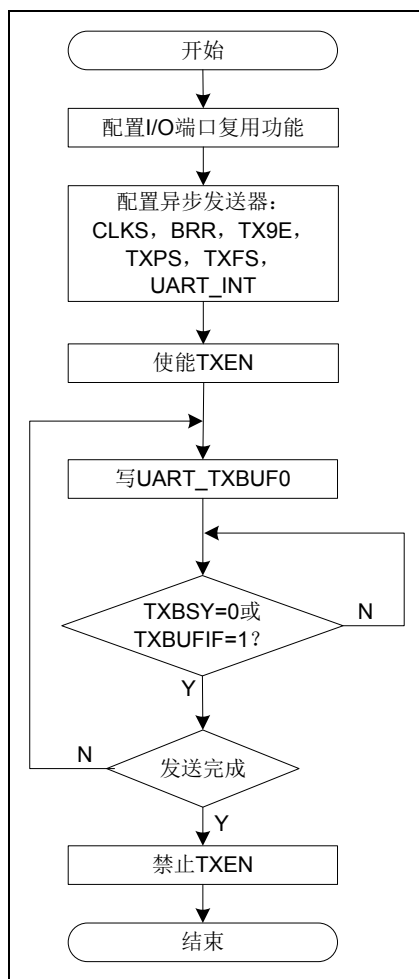 开始
配置I/O端口复用功能
配置异步发送器：
CLKS，BRR，TX9E，
TXPS，TXFS，
UART_INT
使能TXEN
写UART_TXBUF0
TXBSY=0或
TXBUFIF=1？
N
Y
N
发送完成
Y
禁止TXEN
结束